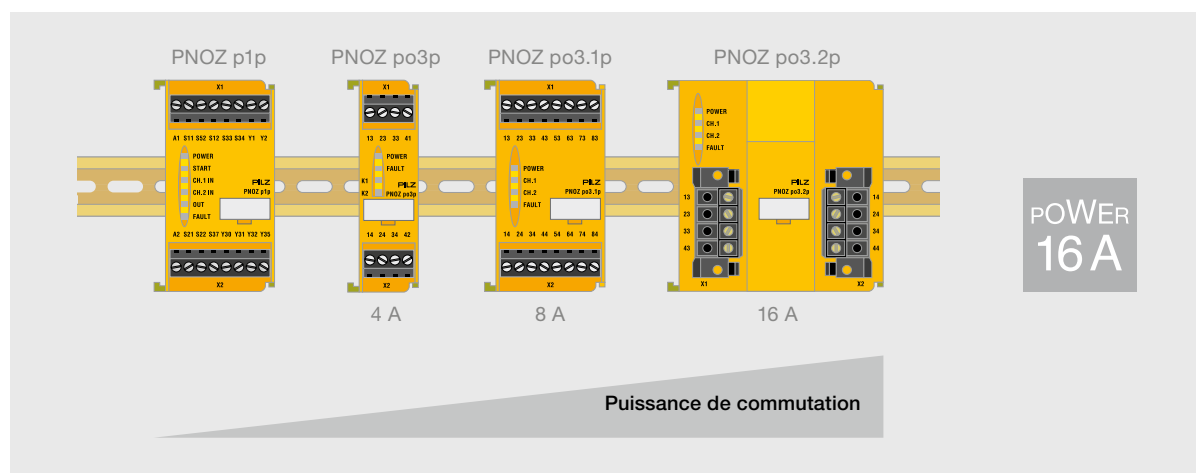 PNOZ p1p PNOZ po3p PNOZ po3.1p PNOZ po3.2p
X1
A1 S11 S52 S12 S33 S34 Y1 Y2
POWER
START
CH.1 IN
CH.2 IN
OUT
FAULT
PILZ
PNOZ p1p
A2 S21 S22 S37 Y30 Y31 Y32 Y35
X2
X1
13 23 33 41
POWER
FAULT
K1
K2
PILZ
PNOZ po3p
14 24 34 42
X2
X1
13 23 33 43 53 63 73 83
POWER
CH.1
CH.2
FAULT
PILZ
PNOZ po3.1p
14 24 34 44 54 64 74 84
X2
POWER
CH.1
CH.2
FAULT
13
23
33
43
X1
PILZ
PNOZ po3.2p
14
24
34
44
X2
4 A 8 A 16 A
POWER
16 A
Puissance de commutation